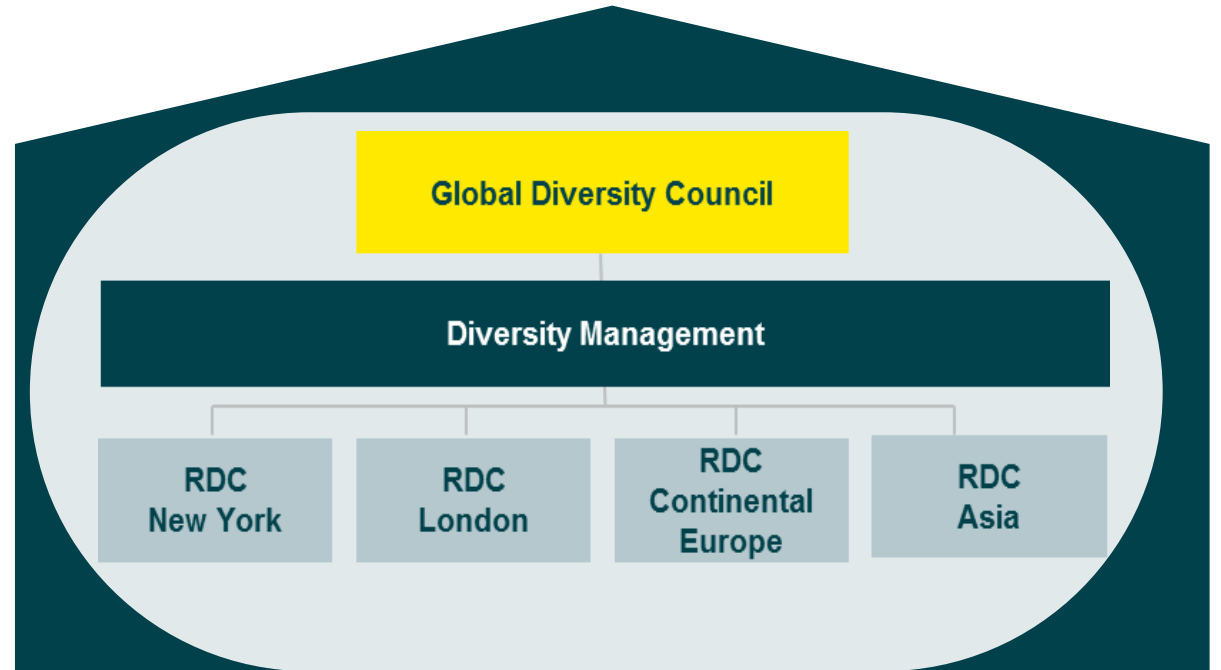 Global Diversity Council
Diversity Management
RDC
New York
RDC
London
RDC
Continental
Europe
RDC
Asia